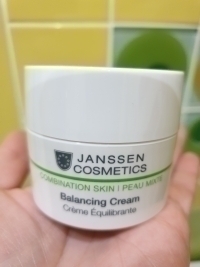 JANSSEN
COSMETICS
COMBINATION SKIN | PEAU MIXTE
Balancing Cream
Crème Équilibrante